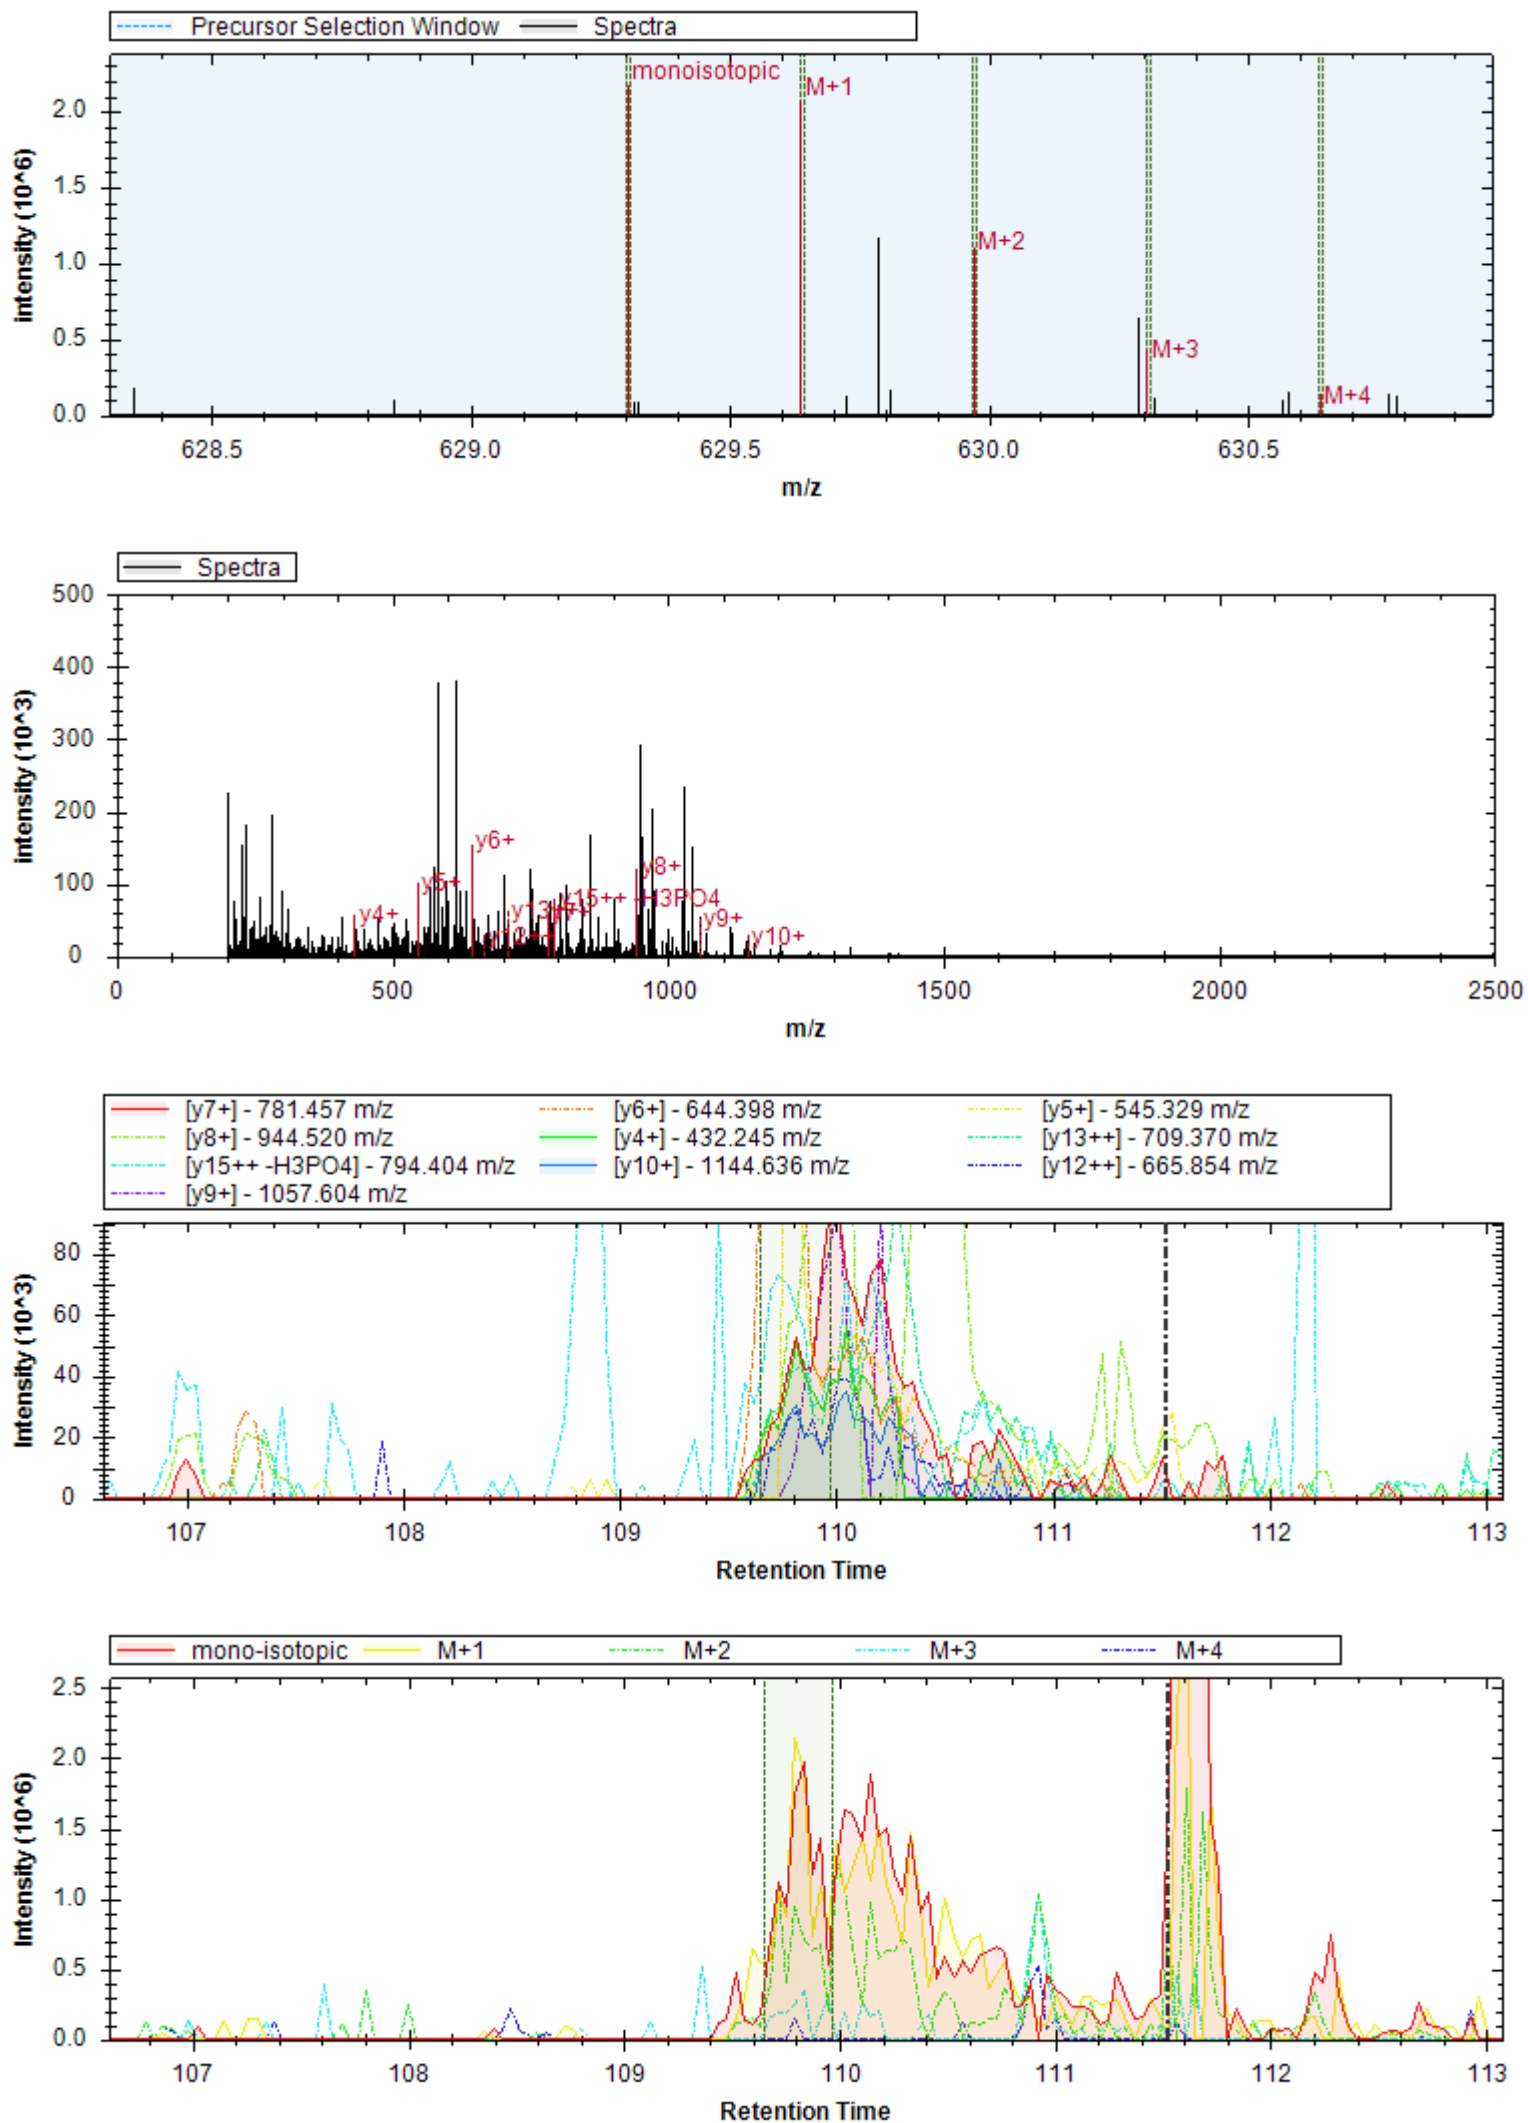 Precursor Selection Window Spectra
monoisotopic
M+1
M+2
M+3
M+4
intensity (10^6)
2.0
1.5
1.0
0.5
0.0
628.5 629.0 629.5 630.0 630.5
m/z
Spectra
intensity (10^3)
500
400
300
200
100
0
y6+
y8+
y5+
y15++ -H3PO4
y4+
y9+
y10+
0 500 1000 1500 2000 2500
m/z
[y7+] - 781.457 m/z [y6+] - 644.398 m/z [y5+] - 545.329 m/z
[y8+] - 944.520 m/z [y4+] - 432.245 m/z [y13++] - 709.370 m/z
[y15++ -H3PO4] - 794.404 m/z [y10+] - 1144.636 m/z [y12++] - 665.854 m/z
[y9+] - 1057.604 m/z
Intensity (10^3)
80
60
40
20
0
107 108 109 110 111 112 113
Retention Time
mono-isotopic M+1 M+2 M+3 M+4
Intensity (10^6)
2.5
2.0
1.5
1.0
0.5
0.0
107 108 109 110 111 112 113
Retention Time